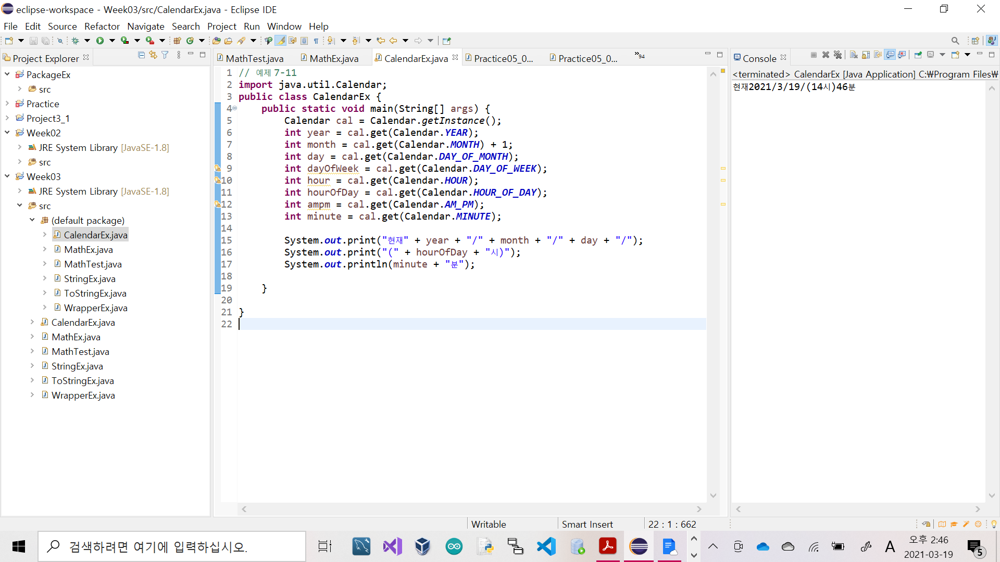 eclipse-workspace - Week03/src/CalendarEx.java - Eclipse IDE
File Edit Source Refactor Navigate Search Project Run Window Help
Project Explorer
PackageEx
src
Practice
Project3_1
Week02
JRE System Library [JavaSE-1.8]
src
Week03
JRE System Library [JavaSE-1.8]
src
(default package)
CalendarEx.java
MathEx.java
MathTest.java
StringEx.java
ToStringEx.java
WrapperEx.java
CalendarEx.java
MathEx.java
MathTest.java
StringEx.java
ToStringEx.java
WrapperEx.java
MathTest.java MathEx.java CalendarEx.java Practice05_0... Practice05_0... »94
1 // 예제 7-11
2 import java.util.Calendar;
3 public class CalendarEx {
4 public static void main(String[] args) {
5 Calendar cal = Calendar.getInstance();
6 int year = cal.get(Calendar.YEAR);
7 int month = cal.get(Calendar.MONTH) + 1;
8 int day = cal.get(Calendar.DAY_OF_MONTH);
9 int dayOfWeek = cal.get(Calendar.DAY_OF_WEEK);
10 int hour = cal.get(Calendar.HOUR);
11 int hourOfDay = cal.get(Calendar.HOUR_OF_DAY);
12 int ampm = cal.get(Calendar.AM_PM);
13 int minute = cal.get(Calendar.MINUTE);
14
15 System.out.print("현재" + year + "/" + month + "/" + day + "/");
16 System.out.print("(" + hourOfDay + "시)");
17 System.out.println(minute + "분");
18
19 }
20
21 }
22
Console
<terminated> CalendarEx [Java Application] C:₩Program Files₩
현재2021/3/19/(14시)46분
Writable Smart Insert 22 : 1 : 662
검색하려면 여기에 입력하십시오.
A
오후 2:46
2021-03-19
5